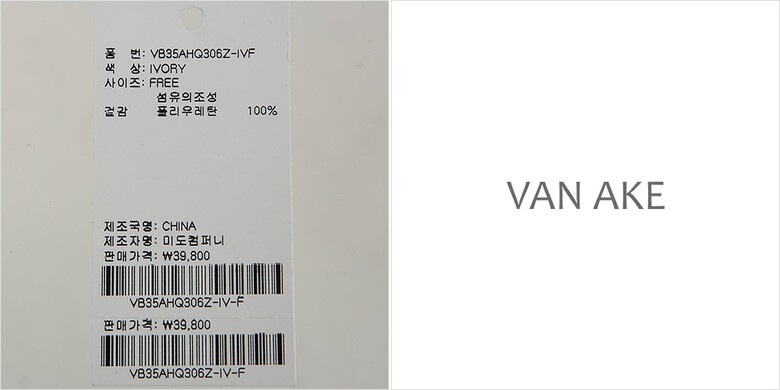 품 번: VB35AHQ306Z-IVF
색 상: IVORY
사이즈: FREE
섬유의조성
겉감 폴리우레탄 100%
제조국명: CHINA
제조자명: 미도컴퍼니
판매가격: ₩39,800
VB35AHQ306Z-IV-F
판매가격: ₩39,800
VB35AHQ306Z-IV-F
VAN AKE